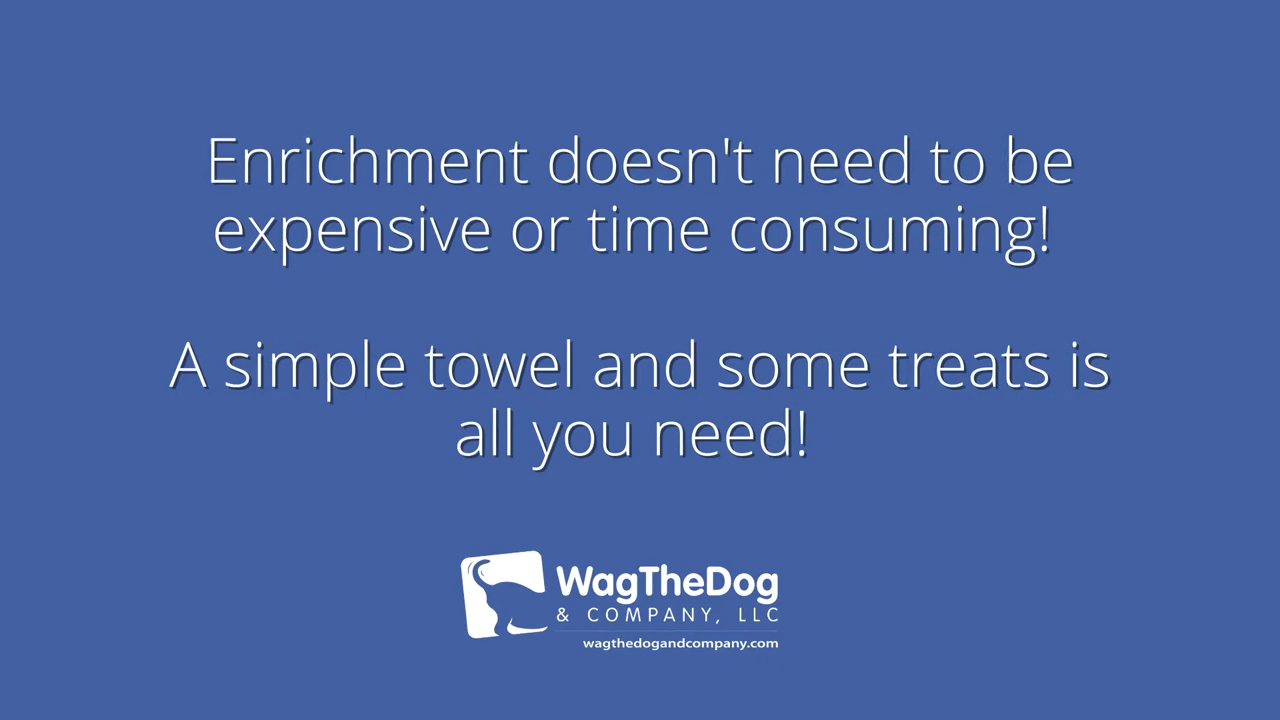 Enrichment doesn't need to be
expensive or time consuming!
A simple towel and some treats is
all you need!
WagTheDog
& COMPANY, LLC
wagthedogandcompany.com